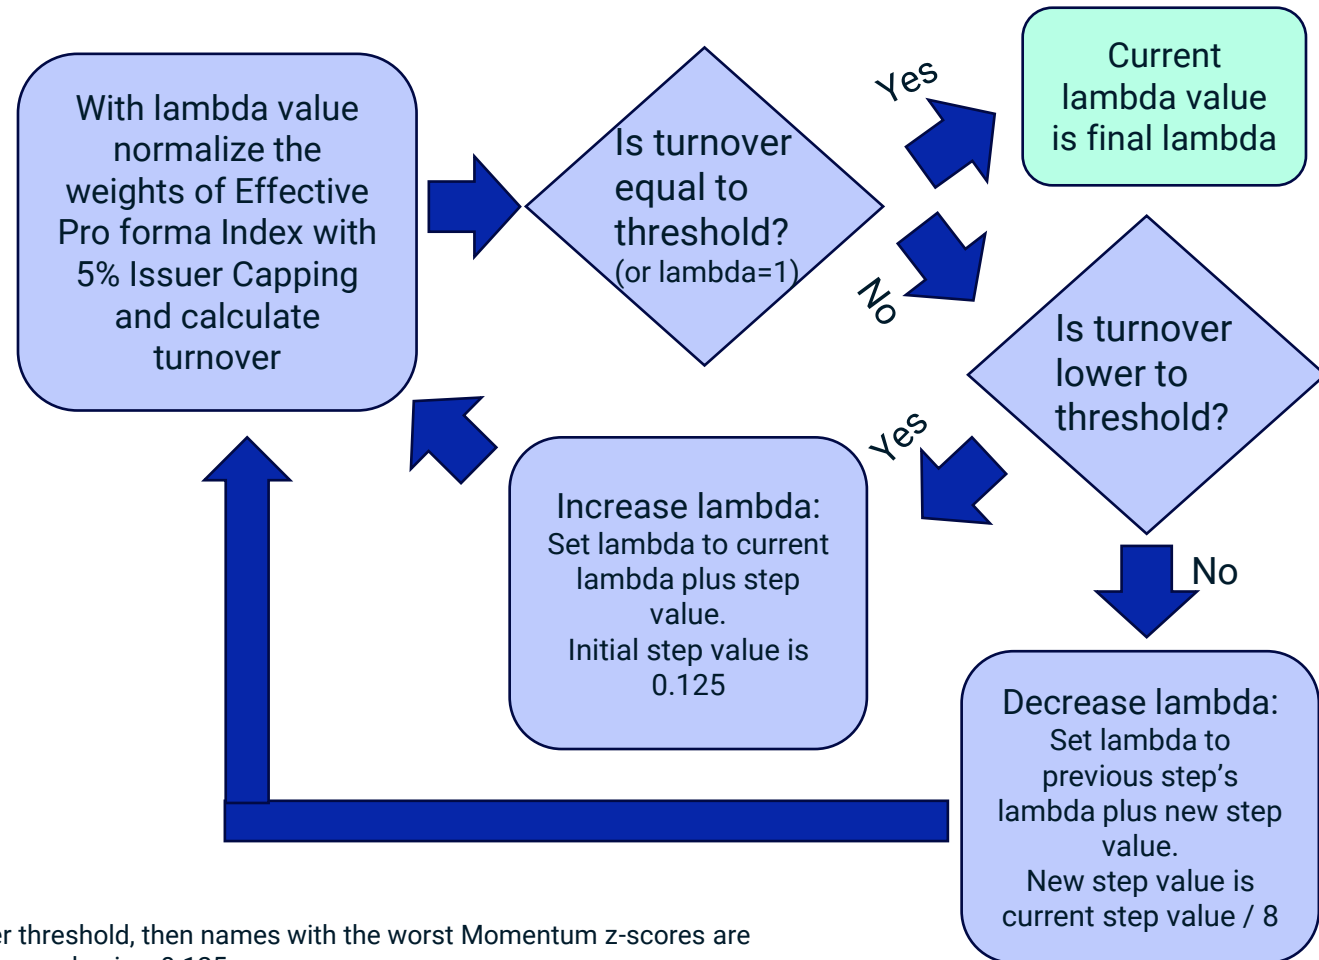 With lambda value
normalize the
weights of Effective
Pro forma Index with
5% Issuer Capping
and calculate
turnover
Is turnover
equal to
threshold?
(or lambda=1)
Yes
Current
lambda value
is final lambda
No
Is turnover
lower to
threshold?
Yes
Increase lambda:
Set lambda to current
lambda plus step
value.
Initial step value is
0.125
No
Decrease lambda:
Set lambda to
previous step’s
lambda plus new step
value.
New step value is
current step value / 8
threshold, then names with the worst Momentum z-scores are